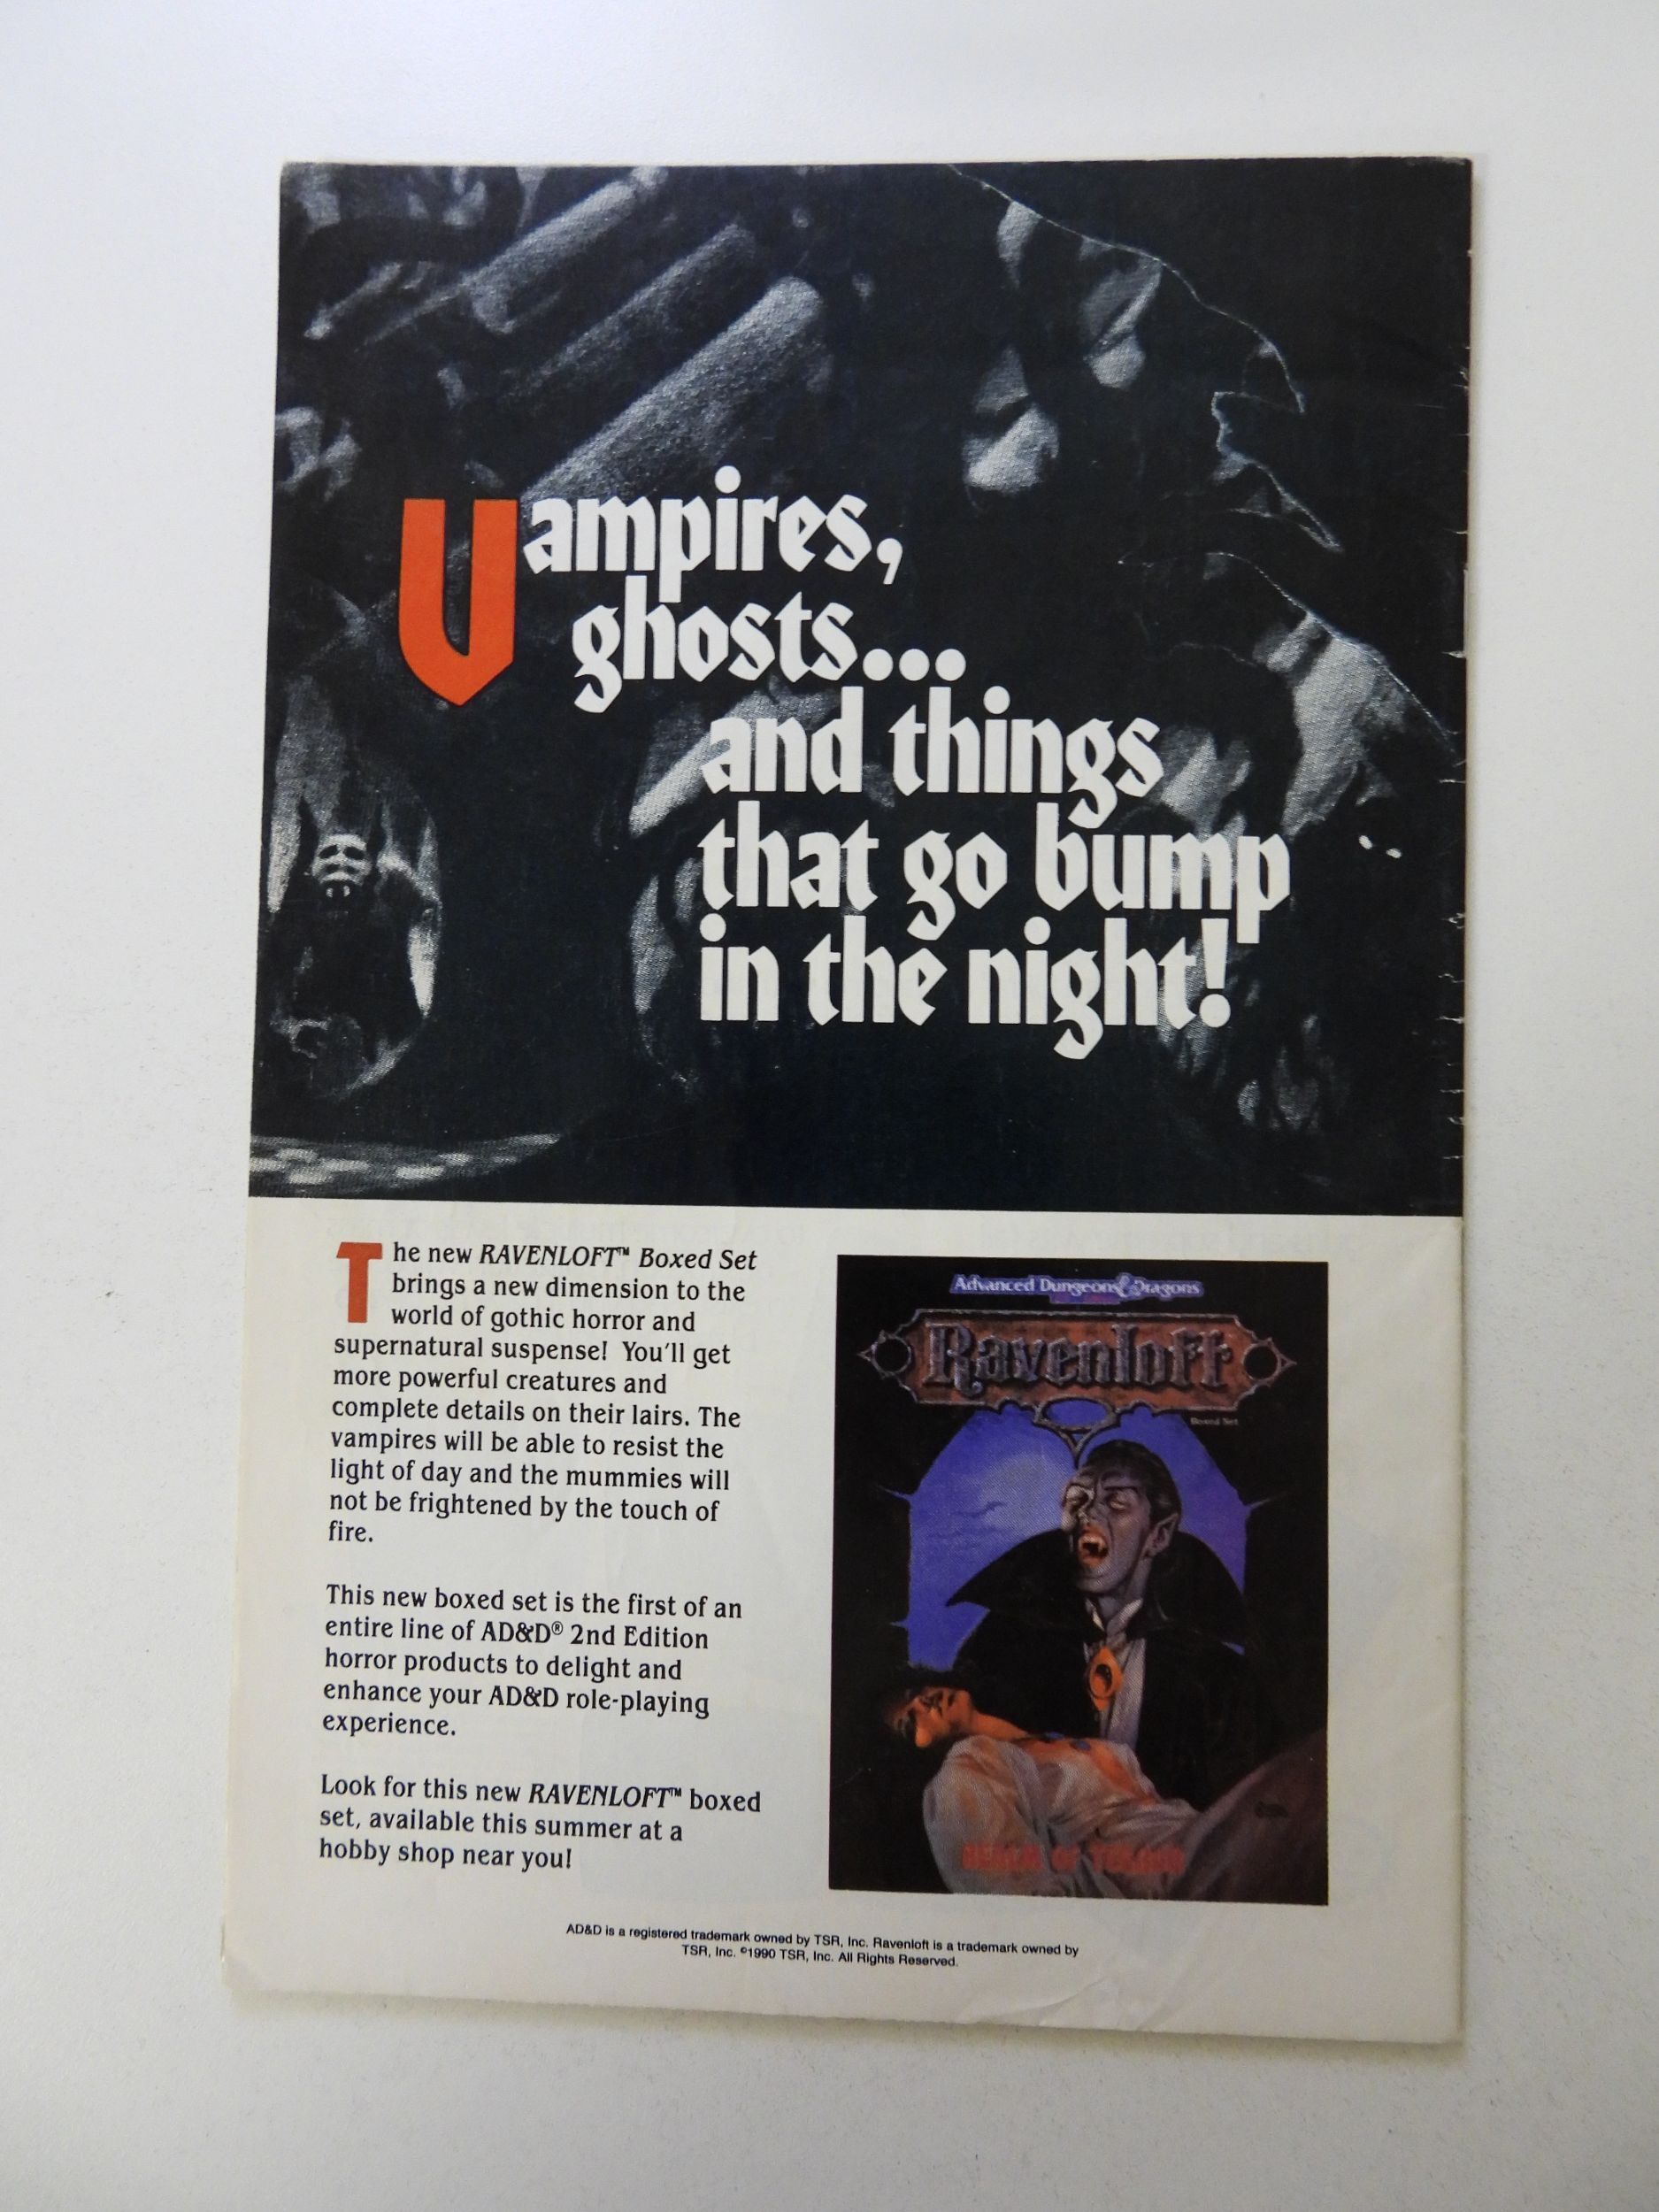 Vampires,
ghosts...
and things
that go bump
in the night!
The new RAVENLOFT™ Boxed Set
brings a new dimension to the
world of gothic horror and
supernatural suspense! You'll get
more powerful creatures and
complete details on their lairs. The
vampires will be able to resist the
light of day and the mummies will
not be frightened by the touch of
fire.
This new boxed set is the first of an
entire line of AD&D® 2nd Edition
horror products to delight and
enhance your AD&D role-playing
experience.
Look for this new RAVENLOFT™ boxed
set, available this summer at a
hobby shop near you!
Advanced Dungeons & Dragons
Ravenloft
Boxed Set
REALM OF TERROR
AD&D is a registered trademark owned by TSR, Inc. Ravenloft is a trademark owned by
TSR, Inc. ©1990 TSR, Inc. All Rights Reserved.